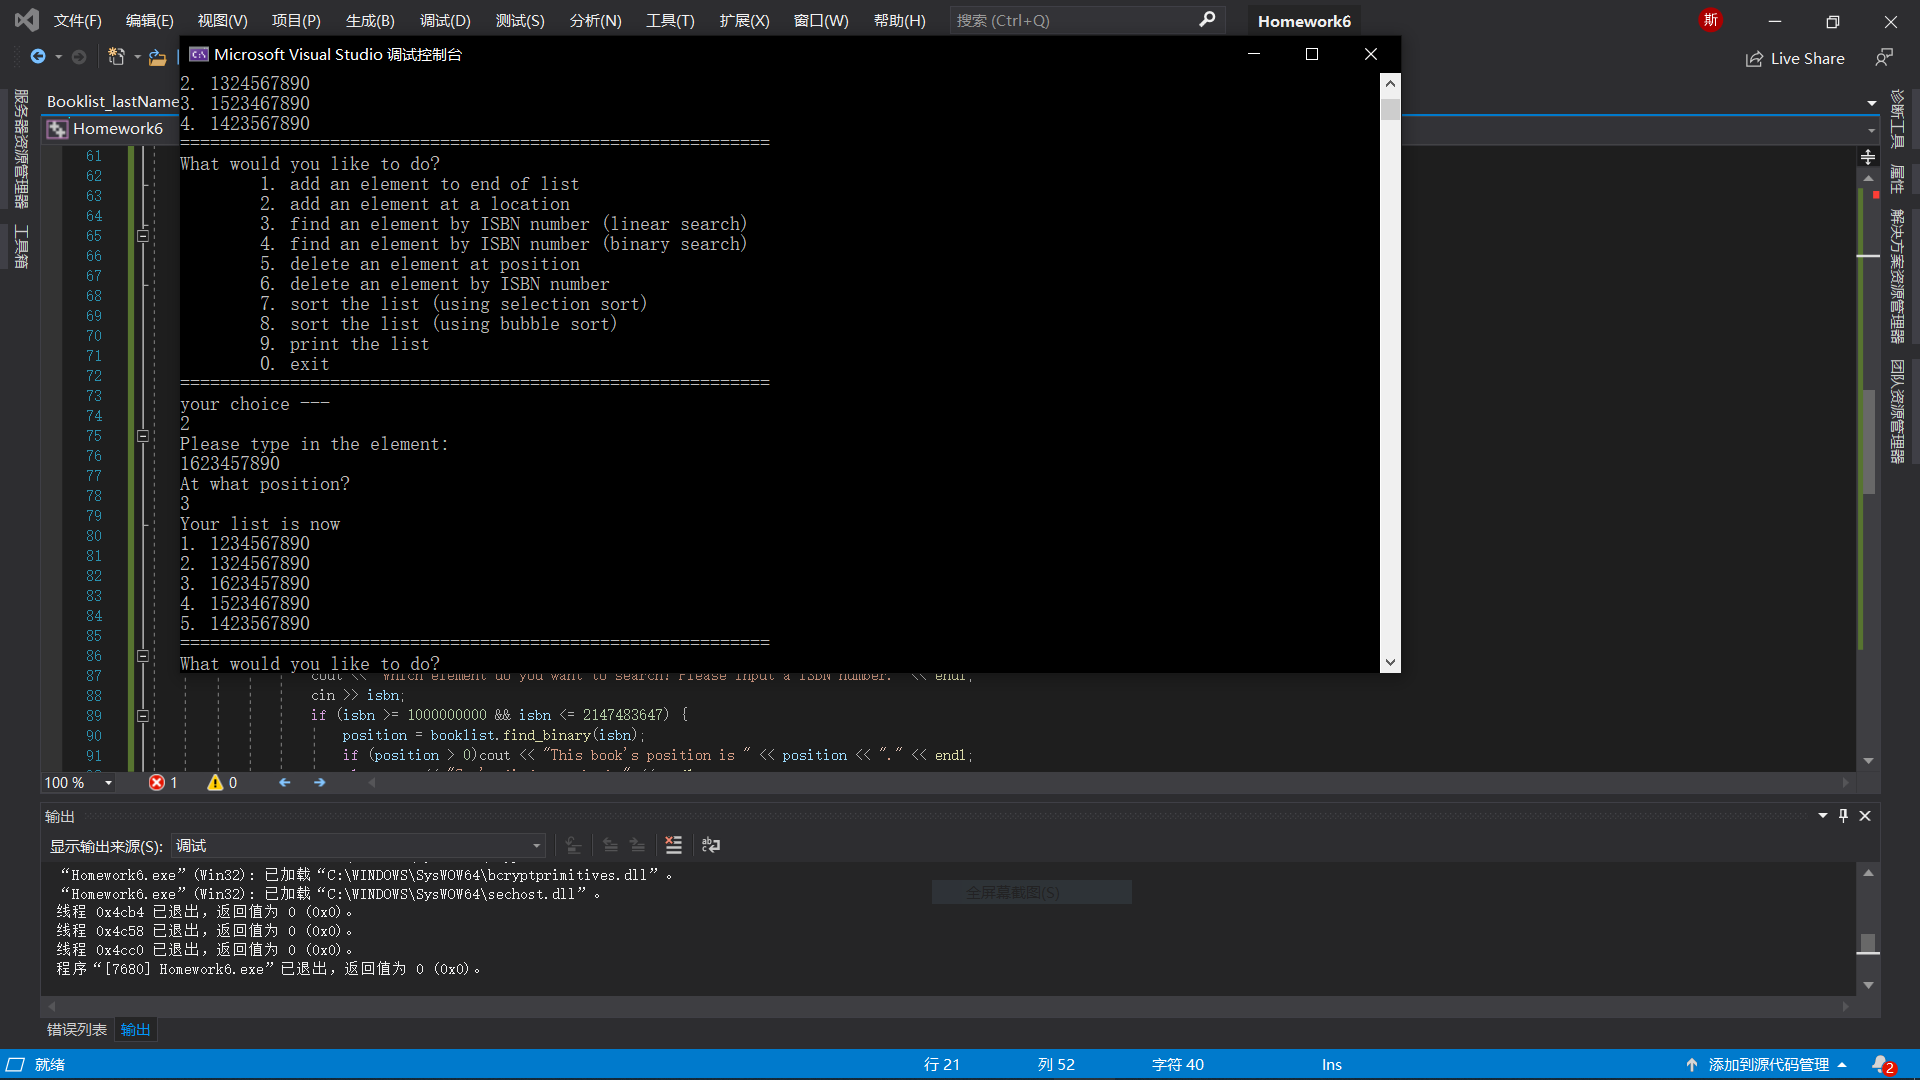 文件(F) 编辑(E) 视图(V) 项目(P) 生成(B) 调试(D) 测试(S) 分析(N) 工具(T) 扩展(X) 窗口(W) 帮助(H) 搜索 (Ctrl+Q) Homework6 斯
Live Share
Microsoft Visual Studio 调试控制台
服务器资源管理器
工具箱
Booklist_lastName
Homework6
2. 1324567890
3. 1523467890
4. 1423567890
===========================================================
What would you like to do?
1. add an element to end of list
2. add an element at a location
3. find an element by ISBN number (linear search)
4. find an element by ISBN number (binary search)
5. delete an element at position
6. delete an element by ISBN number
7. sort the list (using selection sort)
8. sort the list (using bubble sort)
9. print the list
0. exit
===========================================================
your choice ---
2
Please type in the element:
1623457890
At what position?
3
Your list is now
1. 1234567890
2. 1324567890
3. 1623457890
4. 1523467890
5. 1423567890
===========================================================
What would you like to do?
61
62
63
64
65
66
67
68
69
70
71
72
73
74
75
76
77
78
79
80
81
82
83
84
85
86
87 cout << "Which element do you want to search? Please input a ISBN number." << endl;
88 cin >> isbn;
89 if (isbn >= 1000000000 && isbn <= 2147483647) {
90 position = booklist.find_binary(isbn);
91 if (position > 0)cout << "This book's position is " << position << "." << endl;
诊断工具
属性
解决方案资源管理器
团队资源管理器
100 % 1 0
输出
显示输出来源(S): 调试
“Homework6.exe”(Win32): 已加载“C:\WINDOWS\SysWOW64\bcryptprimitives.dll”。
“Homework6.exe”(Win32): 已加载“C:\WINDOWS\SysWOW64\sechost.dll”。
线程 0x4cb4 已退出，返回值为 0 (0x0)。
线程 0x4c58 已退出，返回值为 0 (0x0)。
线程 0x4cc0 已退出，返回值为 0 (0x0)。
程序“[7680] Homework6.exe”已退出，返回值为 0 (0x0)。
全屏幕截图(S)
错误列表 输出
就绪 行 21 列 52 字符 40 Ins 添加到源代码管理 2